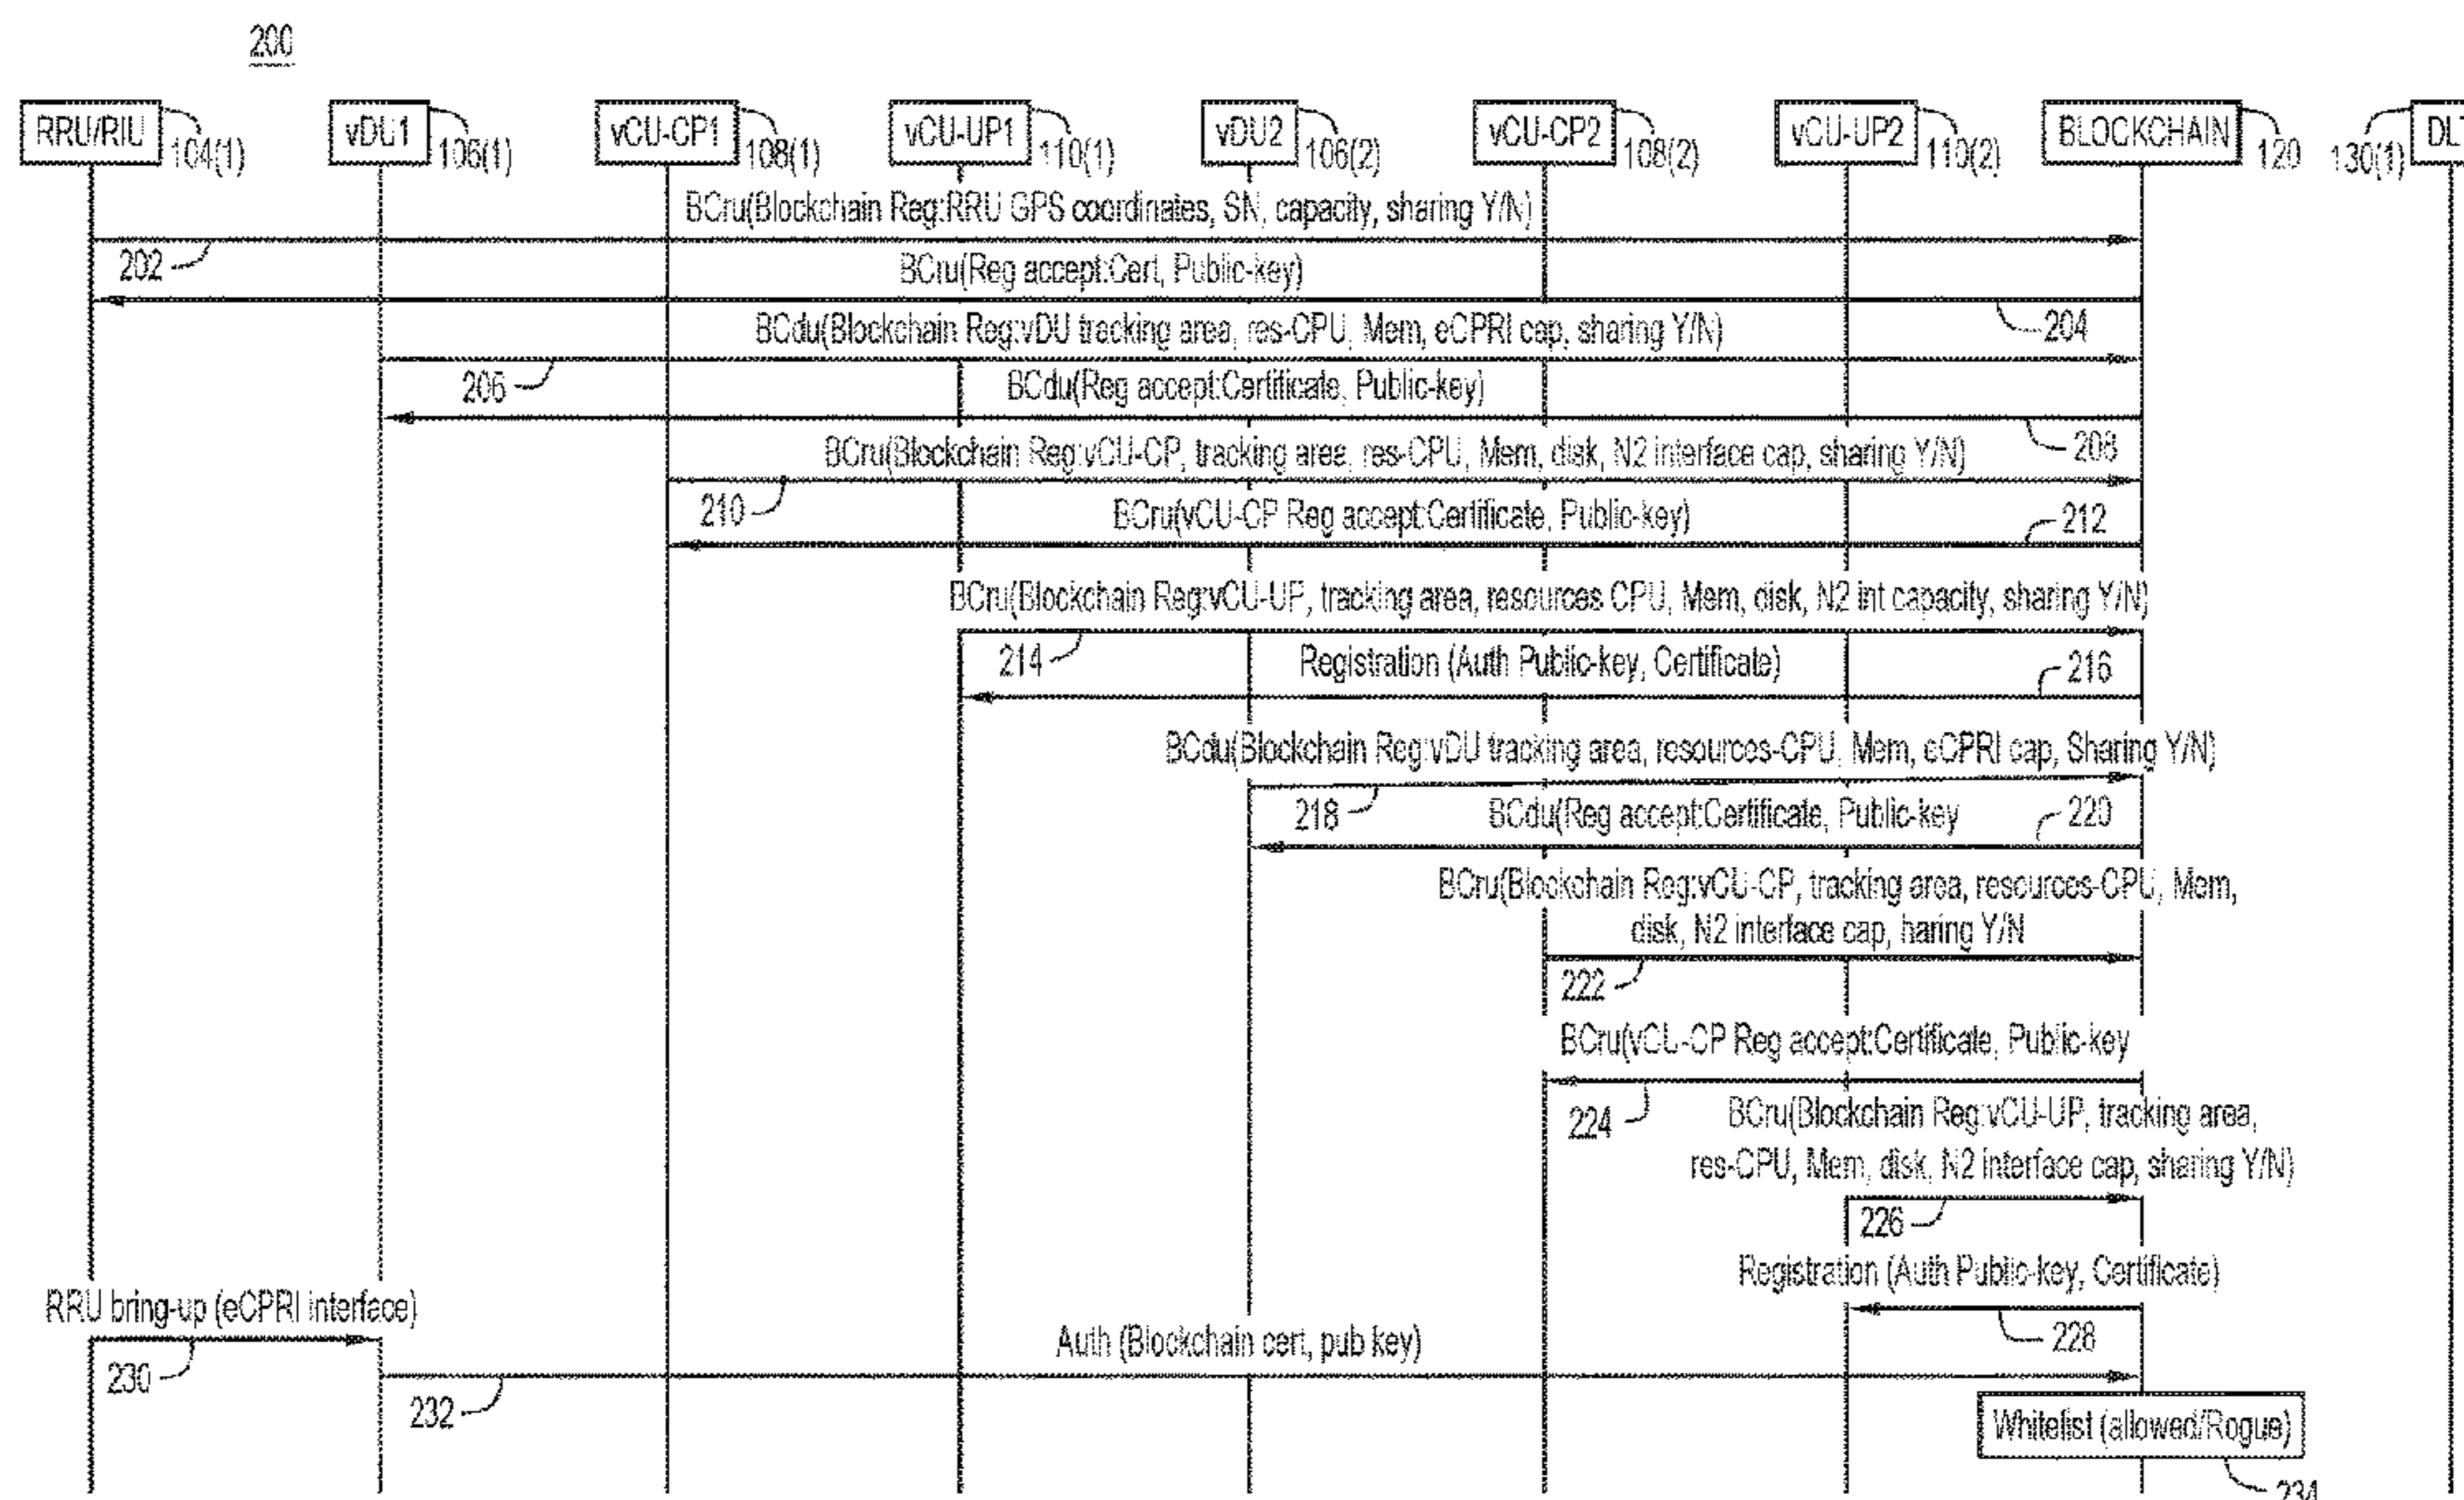 200
RRU/RIU
104(1)
vDU1
106(1)
vCU-CP1
108(1)
vCU-UP1
110(1)
vDU2
106(2)
vCU-CP2
108(2)
vCU-UP2
110(2)
BLOCKCHAIN
120
130(1)
BCru(Blockchain Reg:RRU GPS coordinates, SN, capacity, sharing Y/N)
202
BCru(Reg accept:Cert, Public-key)
204
BCdu(Blockchain Reg:vDU tracking area, res-CPU, Mem, eCPRI cap, sharing Y/N)
206
BCdu(Reg accept:Certificate, Public-key)
208
BCru(Blockchain Reg:vCU-CP, tracking area, res-CPU, Mem, disk, N2 interface cap, sharing Y/N)
210
BCru(vCU-CP Reg accept:Certificate, Public-key)
212
BCru(Blockchain Reg:vCU-UP, tracking area, resources CPU, Mem, disk, N2 int capacity, sharing Y/N)
214
Registration (Auth Public-key, Certificate)
216
BCdu(Blockchain Reg:vDU tracking area, resources-CPU, Mem, eCPRI cap, Sharing Y/N)
218
BCdu(Reg accept:Certificate, Public-key
220
BCru(Blockchain Reg:vCU-CP, tracking area, resources-CPU, Mem,
disk, N2 interface cap, haring Y/N
222
BCru(vCU-CP Reg accept:Certificate, Public-key
224
BCru(Blockchain Reg:vCU-UP, tracking area,
res-CPU, Mem, disk, N2 interface cap, sharing Y/N)
226
Registration (Auth Public-key, Certificate)
228
RRU bring-up (eCPRI interface)
230
Auth (Blockchain cert, pub key)
232
Whitelist (allowed/Rogue)
234